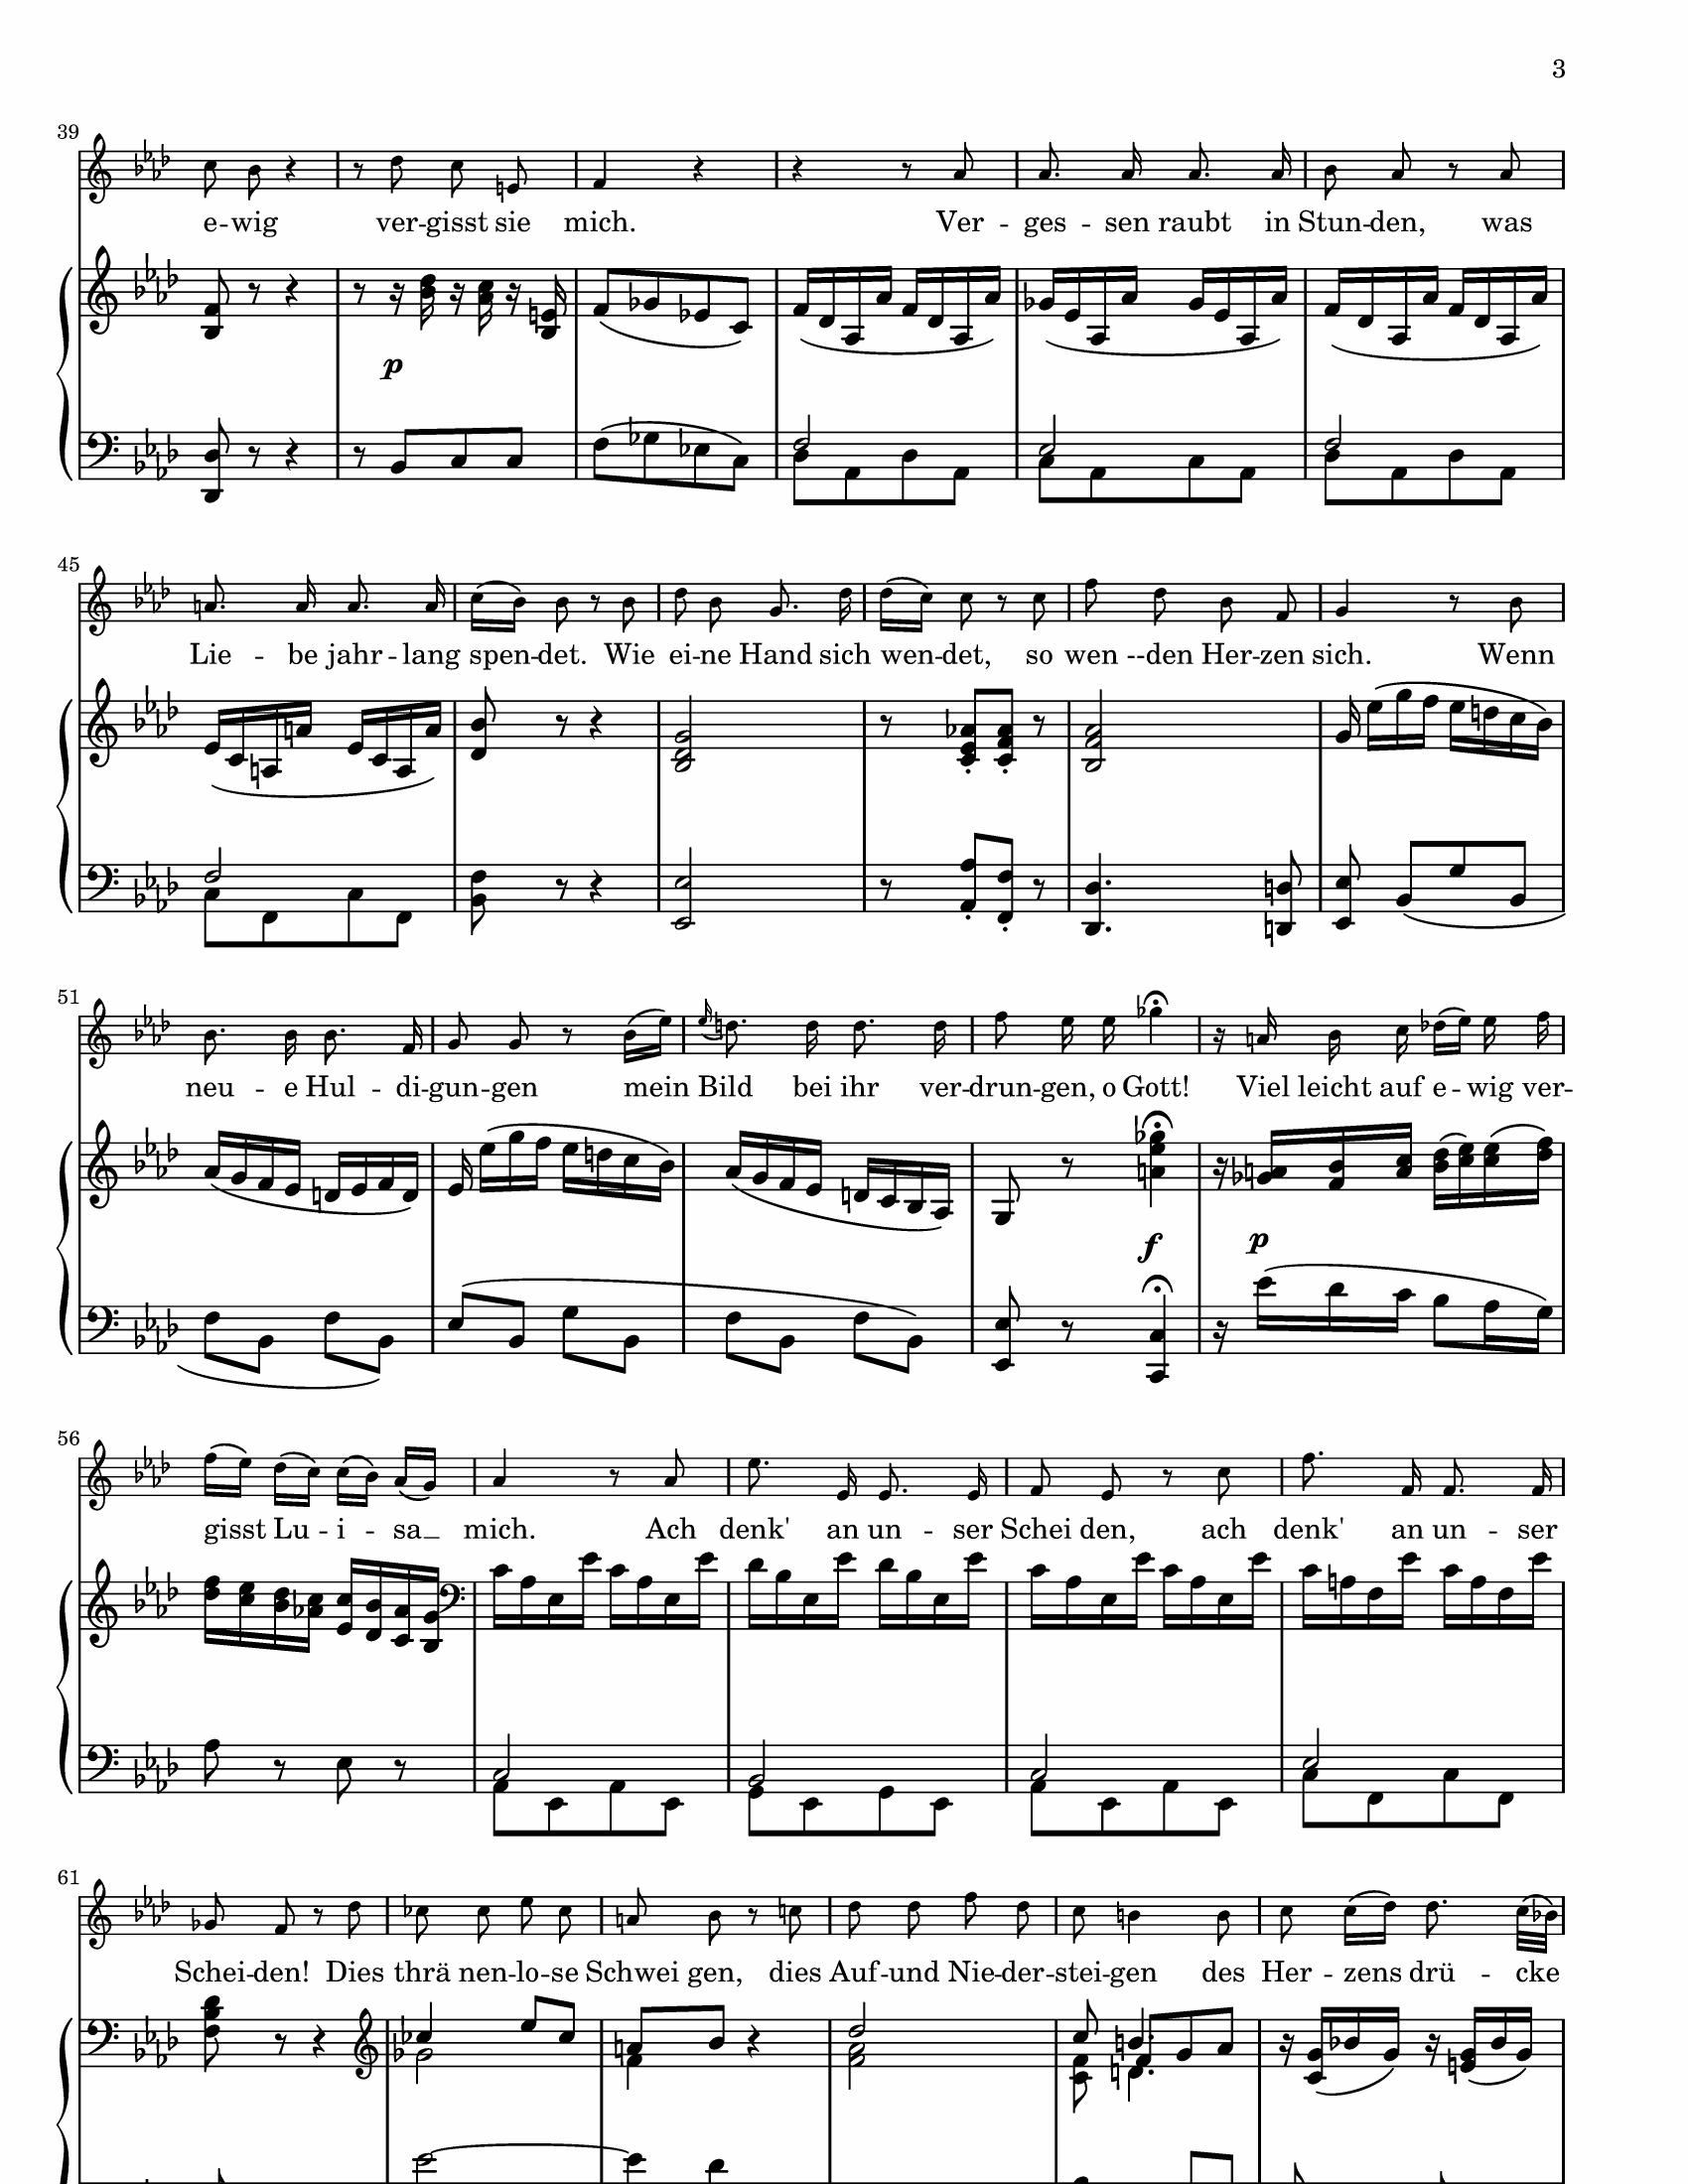 3
39
e -- wig ver -- gisst sie mich. Ver -- ges -- sen raubt in Stun -- den, was
p
45
Lie -- be jahr -- lang spen -- det. Wie ei -- ne Hand sich wen -- det, so wen --den Her -- zen sich. Wenn
51
neu -- e Hul -- di -- gun -- gen mein Bild bei ihr ver -- drun -- gen, o Gott! Viel leicht auf e -- wig ver --
f p
56
gisst Lu -- i -- sa __ mich. Ach denk' an un -- ser Schei den, ach denk' an un -- ser
61
Schei -- den! Dies thrä nen -- lo -- se Schwei gen, dies Auf -- und Nie -- der -- stei -- gen des Her -- zens drü -- cke